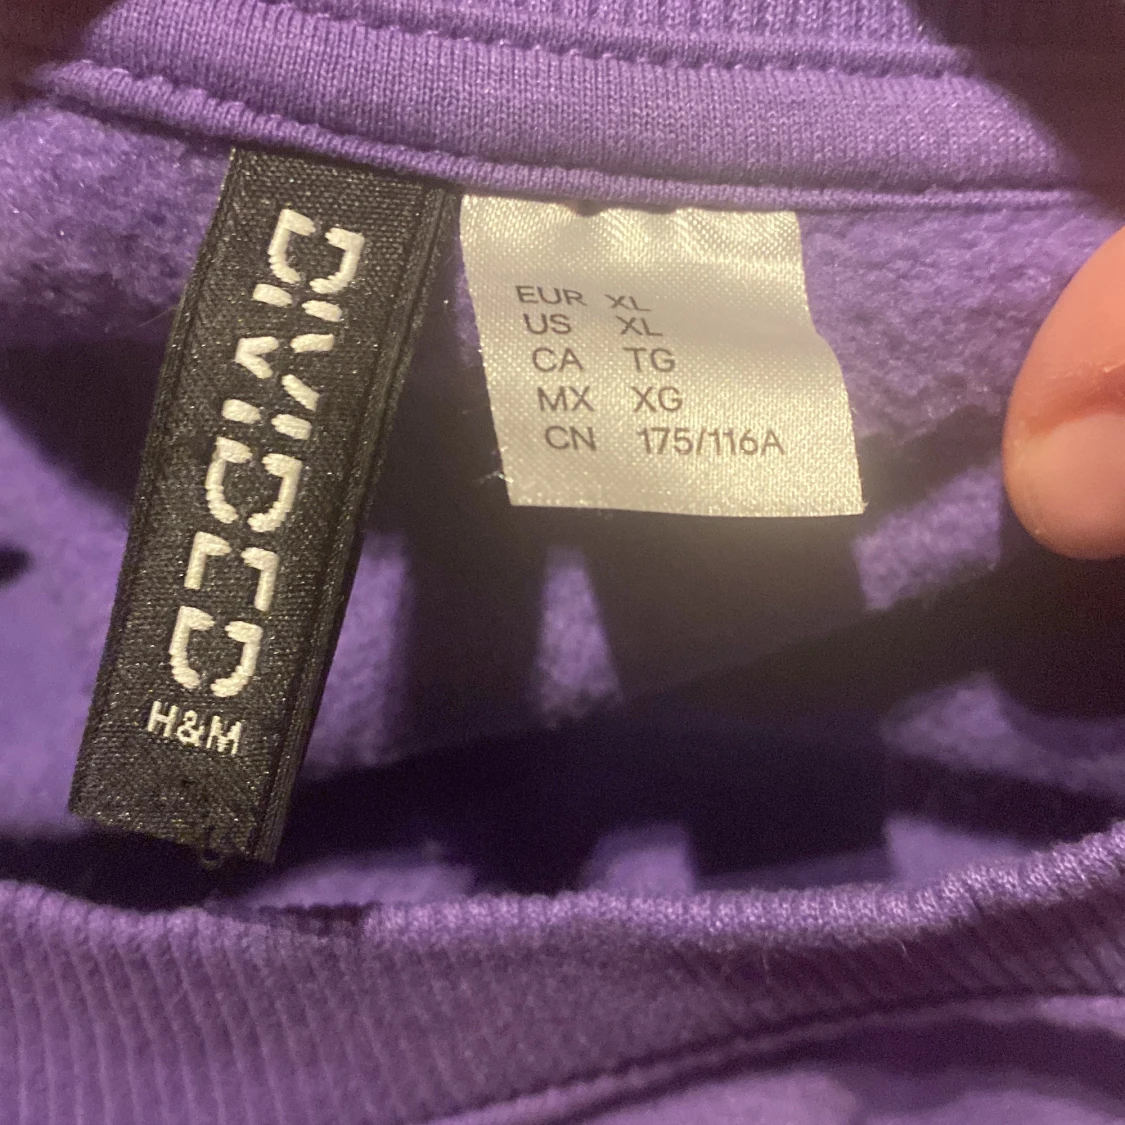 DIVIDED
H&M
EUR XL
US XL
CA TG
MX XG
CN 175/116A